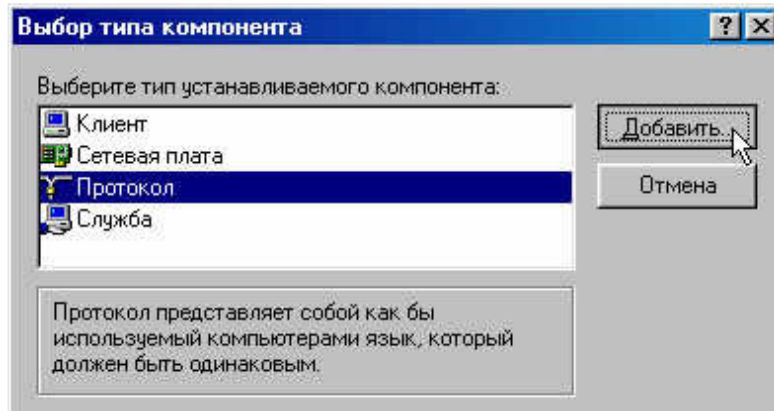 Выбор типа компонента
Выберите тип устанавливаемого компонента:
Клиент
Добавить...
Сетевая плата
Протокол
Отмена
Служба
Протокол представляет собой как бы
используемый компьютерами язык, который
должен быть одинаковым.